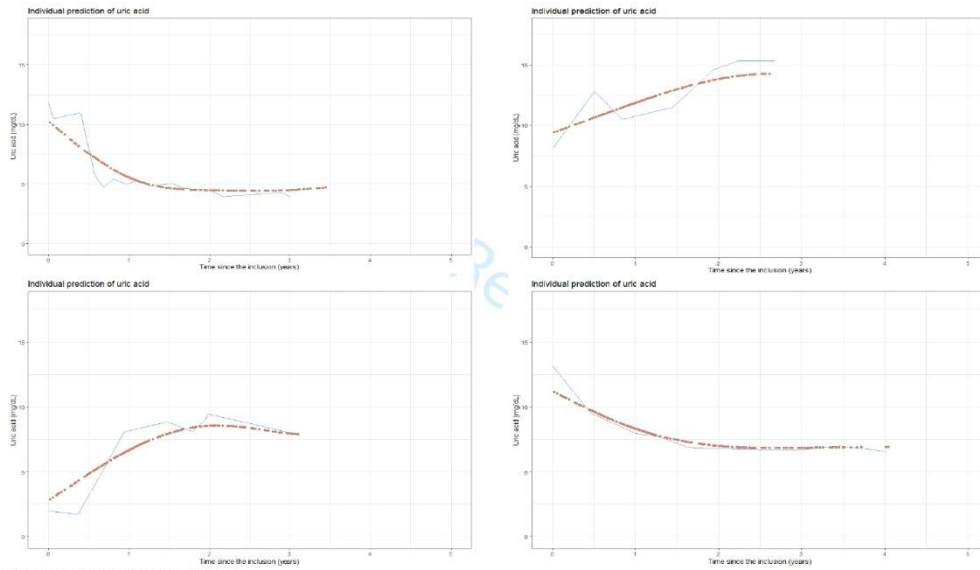 Individual prediction of uric acid
Uric acid (mg/dL)
15
10
5
0
0 1 2 3 4 5
Time since the inclusion (years)
Individual prediction of uric acid
Uric acid (mg/dL)
15
10
5
0
0 1 2 3 4 5
Time since the inclusion (years)
Re
Individual prediction of uric acid
Uric acid (mg/dL)
15
10
5
0
0 1 2 3 4 5
Time since the inclusion (years)
Individual prediction of uric acid
Uric acid (mg/dL)
15
10
5
0
0 1 2 3 4 5
Time since the inclusion (years)